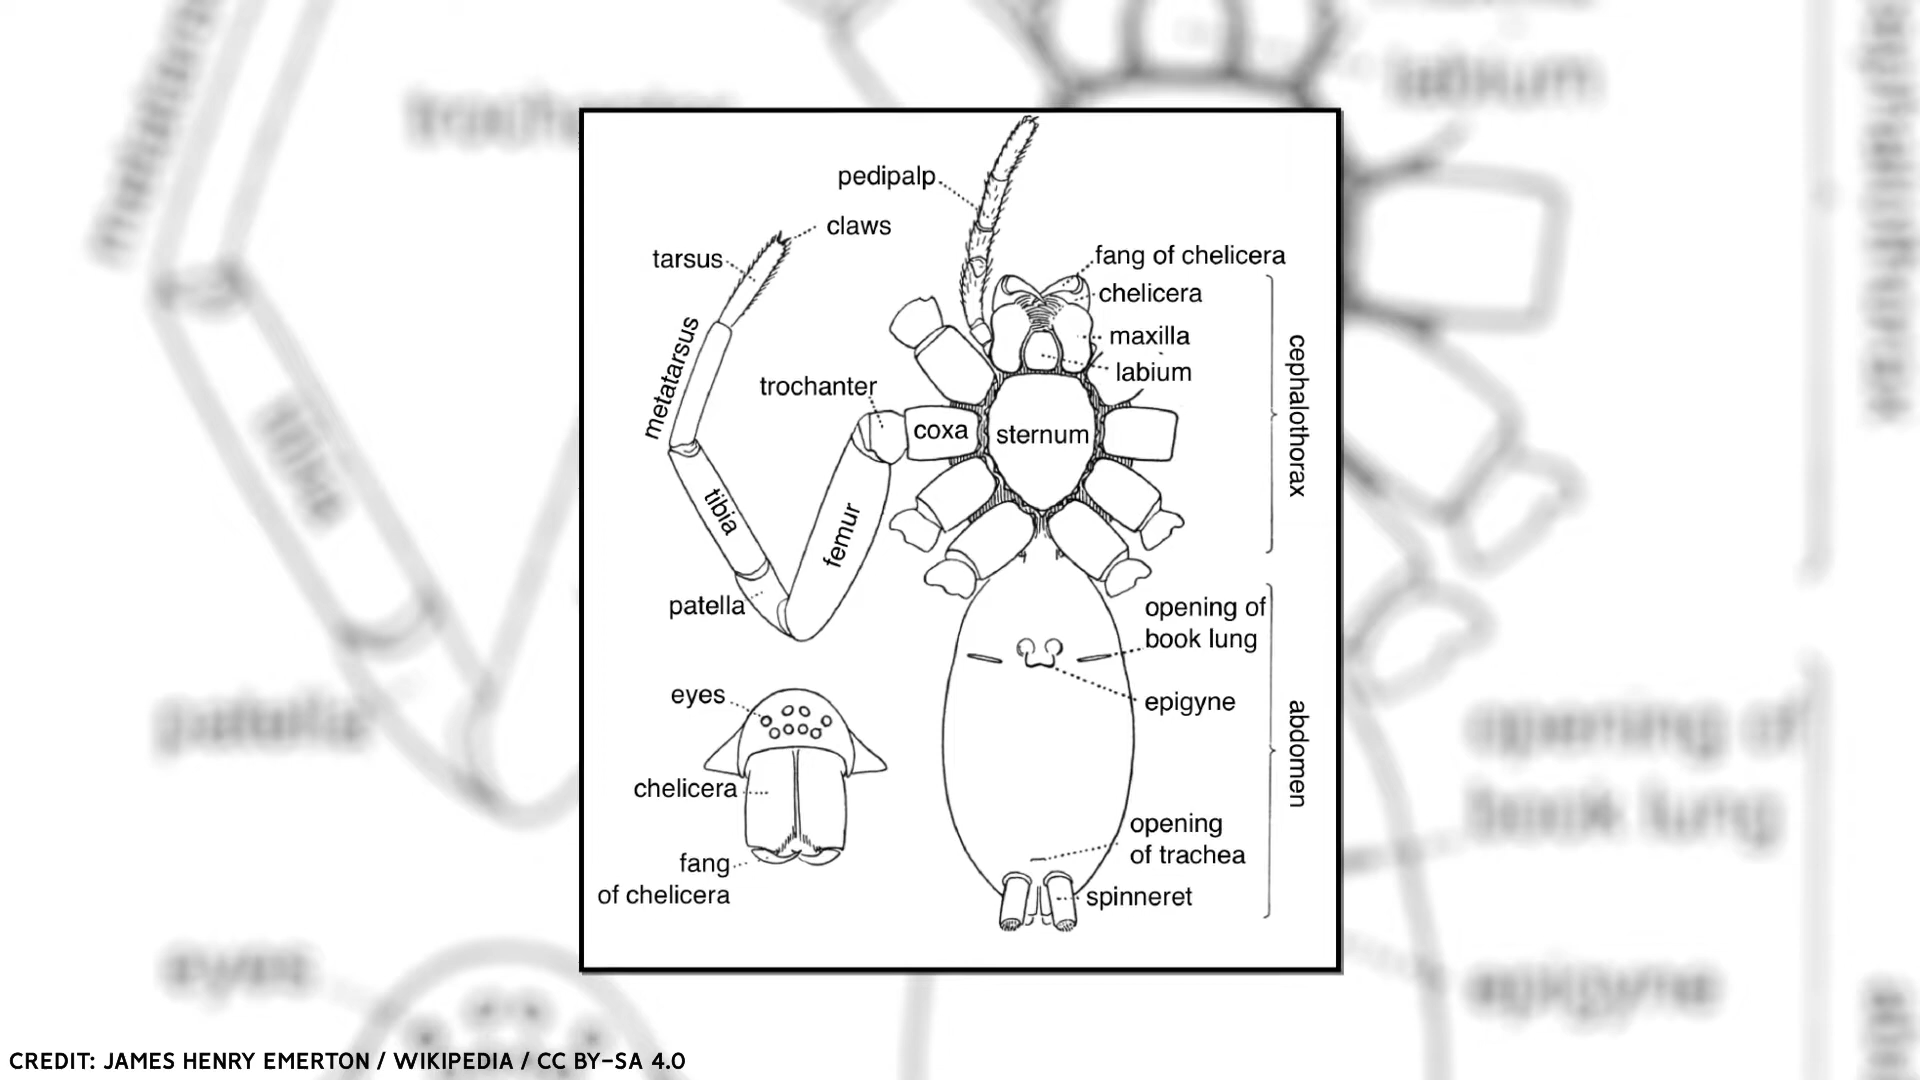 pedipalp
claws
tarsus
fang of chelicera
chelicera
maxilla
labium
metatarsus
trochanter
coxa
sternum
cephalothorax
tibia
femur
patella
opening of
book lung
epigyne
eyes
chelicera
fang
of chelicera
abdomen
opening
of trachea
spinneret
CREDIT: JAMES HENRY EMERTON / WIKIPEDIA / CC BY-SA 4.0